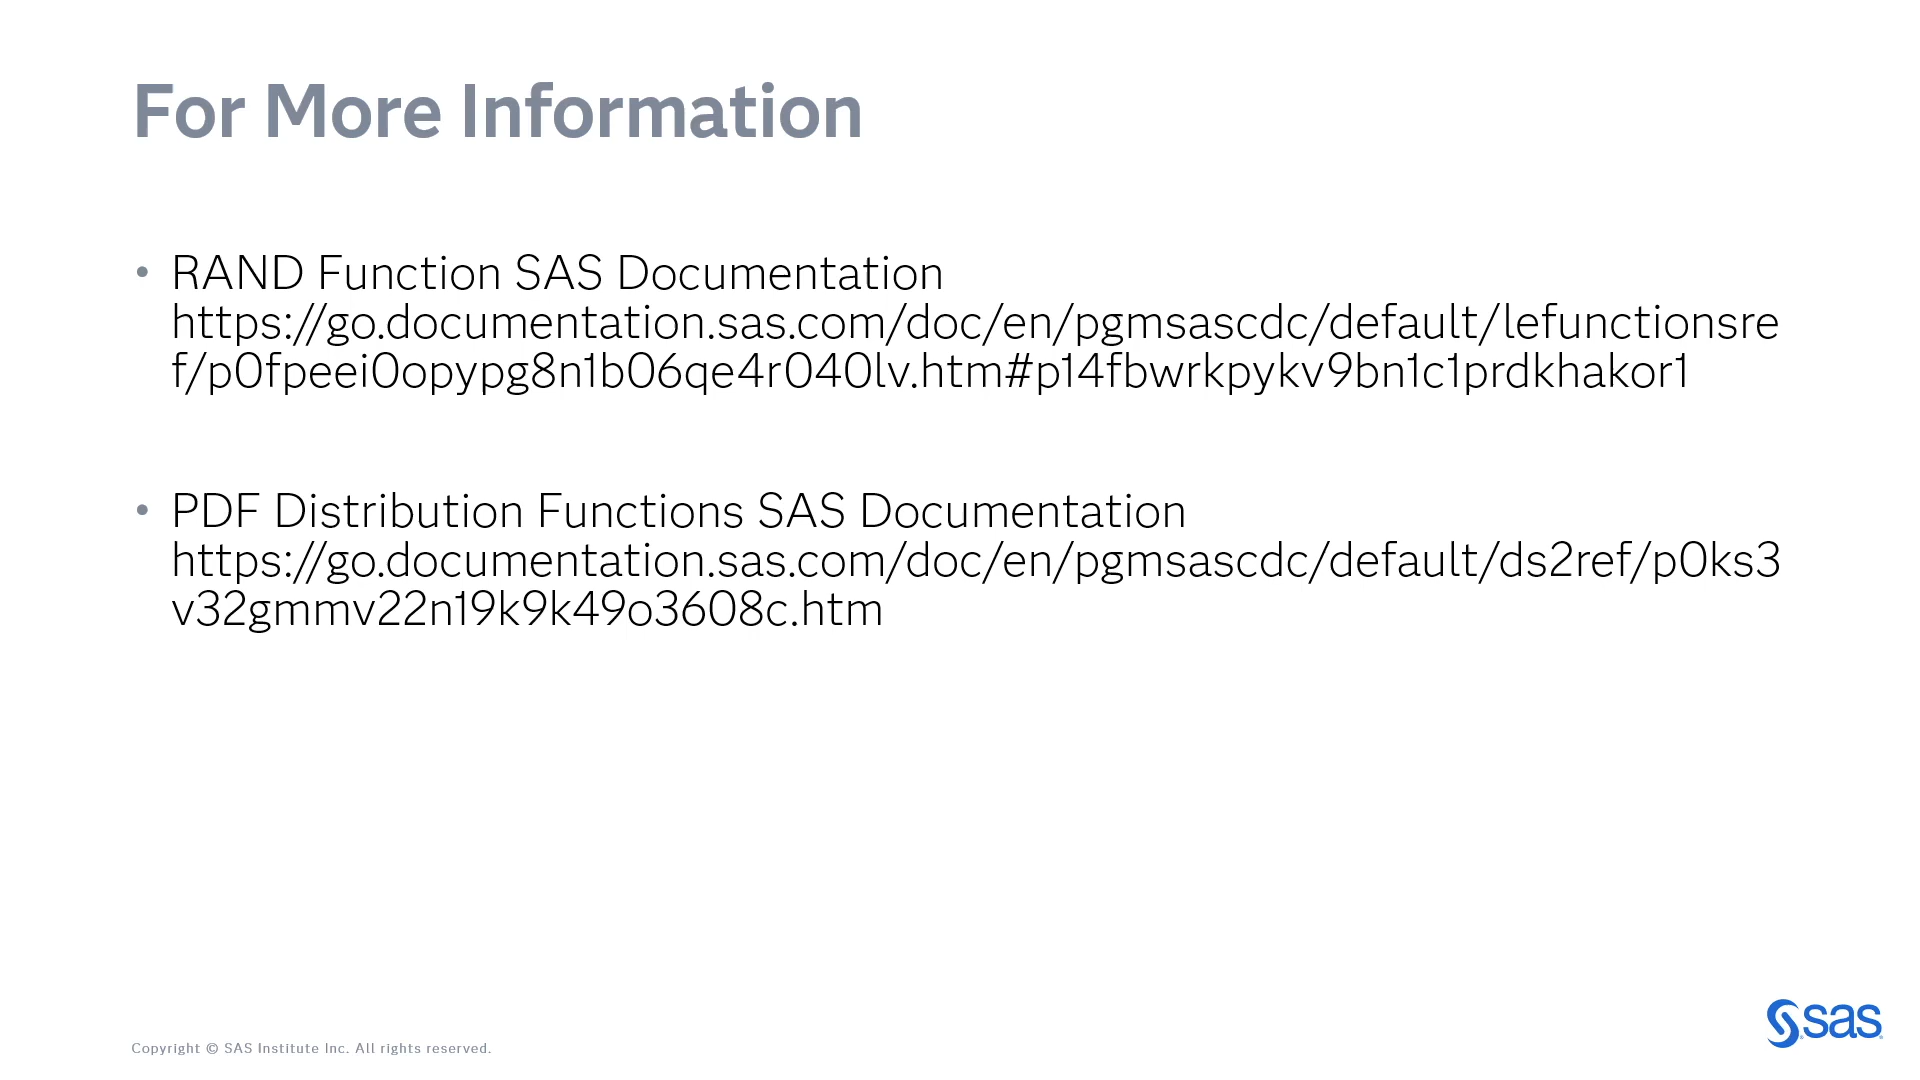 For More Information
• RAND Function SAS Documentation
https://go.documentation.sas.com/doc/en/pgmsascdc/default/lefunctionsre
f/p0fpeei0opypg8n1b06qe4r040lv.htm#p14fbwrkpykv9bn1c1prdkhakor1
• PDF Distribution Functions SAS Documentation
https://go.documentation.sas.com/doc/en/pgmsascdc/default/ds2ref/p0ks3
v32gmmv22n19k9k49o3608c.htm
Copyright © SAS Institute Inc. All rights reserved.
sas